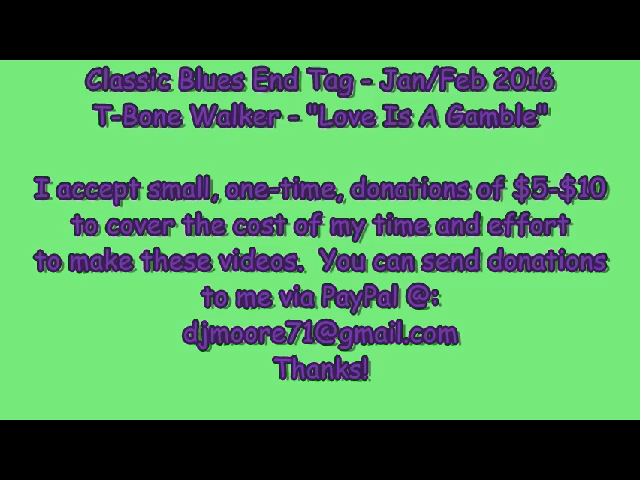 Classic Blues End Tag - Jan/Feb 2016
T-Bone Walker - "Love Is A Gamble"
I accept small, one-time, donations of $5-$10
to cover the cost of my time and effort
to make these videos.  You can send donations
to me via PayPal @:
djmoore71@gmail.com
Thanks!